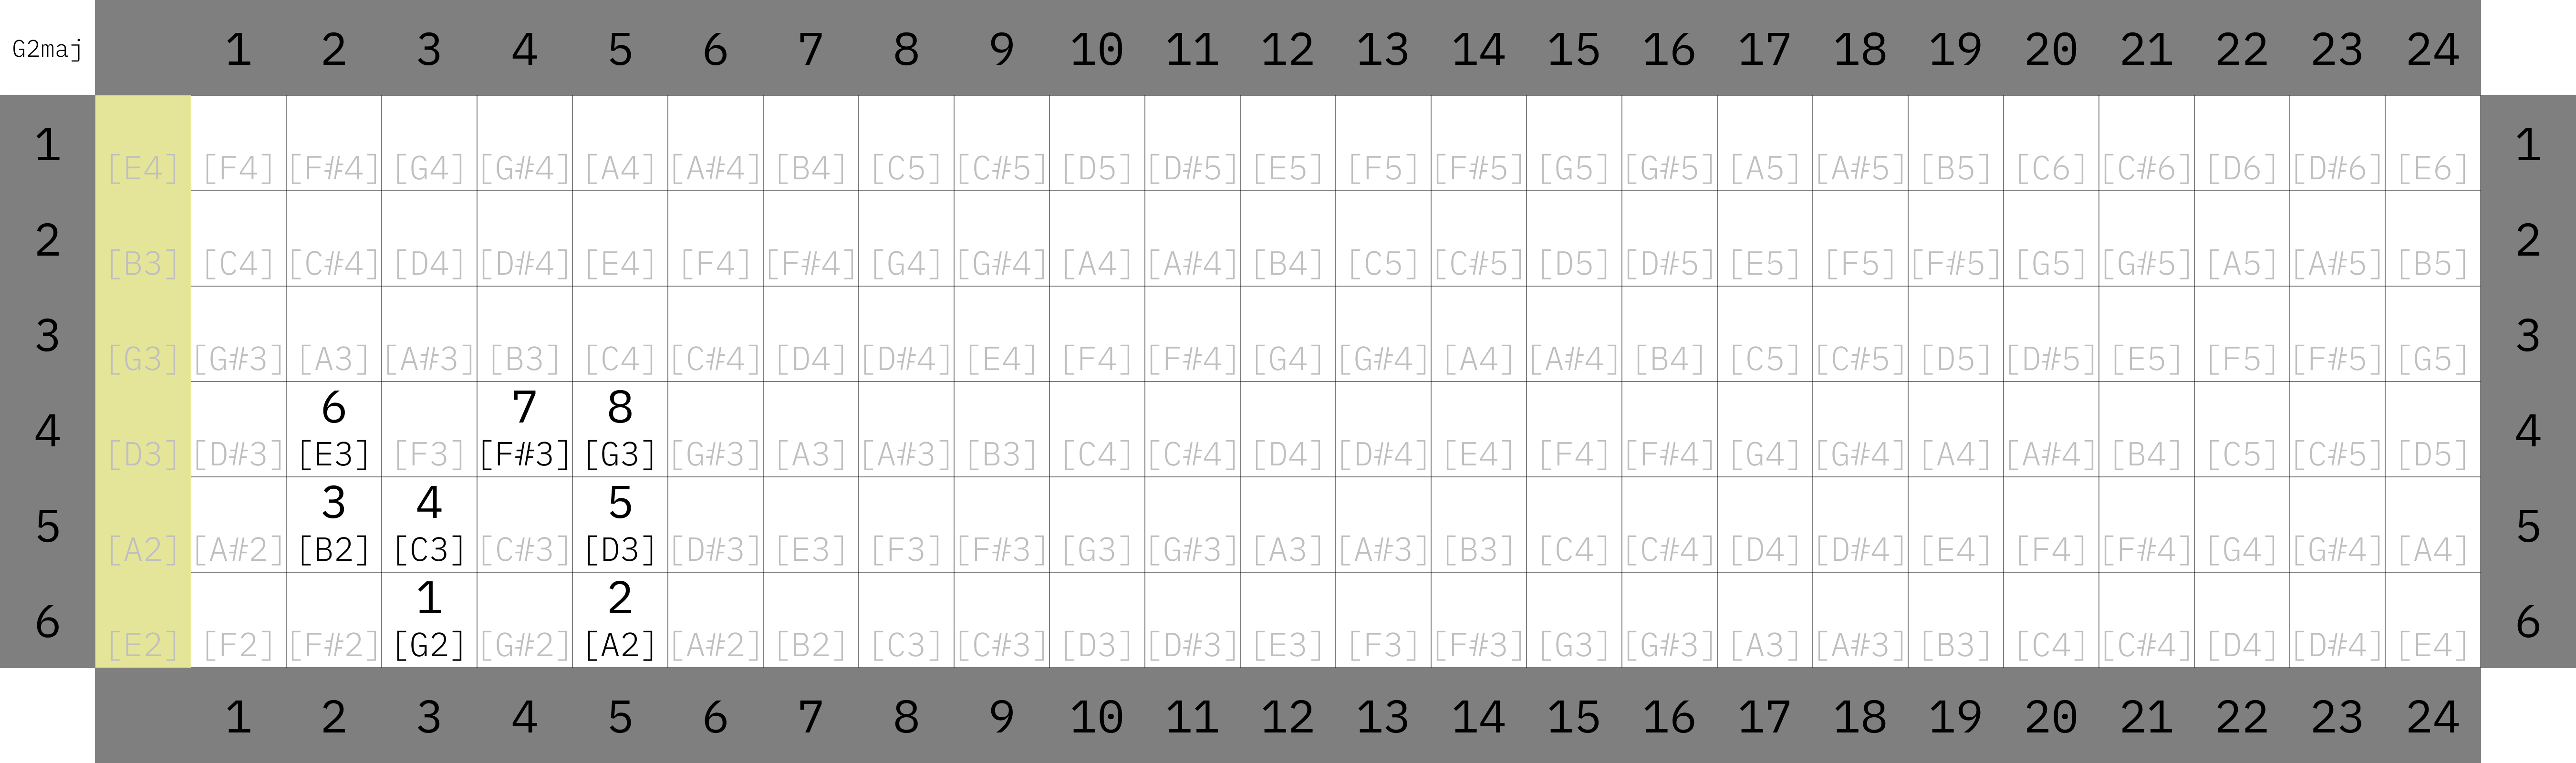 G2maj 1 2 3 4 5 6 7 8 9 10 11 12 13 14 15 16 17 18 19 20 21 22 23 24
1 [E4] [F4] [F#4] [G4] [G#4] [A4] [A#4] [B4] [C5] [C#5] [D5] [D#5] [E5] [F5] [F#5] [G5] [G#5] [A5] [A#5] [B5] [C6] [C#6] [D6] [D#6] [E6] 1
2 [B3] [C4] [C#4] [D4] [D#4] [E4] [F4] [F#4] [G4] [G#4] [A4] [A#4] [B4] [C5] [C#5] [D5] [D#5] [E5] [F5] [F#5] [G5] [G#5] [A5] [A#5] [B5] 2
3 [G3] [G#3] [A3] [A#3] [B3] [C4] [C#4] [D4] [D#4] [E4] [F4] [F#4] [G4] [G#4] [A4] [A#4] [B4] [C5] [C#5] [D5] [D#5] [E5] [F5] [F#5] [G5] 3
6 7 8
4 [D3] [D#3] [E3] [F3] [F#3] [G3] [G#3] [A3] [A#3] [B3] [C4] [C#4] [D4] [D#4] [E4] [F4] [F#4] [G4] [G#4] [A4] [A#4] [B4] [C5] [C#5] [D5] 4
3 4 5
5 [A2] [A#2] [B2] [C3] [C#3] [D3] [D#3] [E3] [F3] [F#3] [G3] [G#3] [A3] [A#3] [B3] [C4] [C#4] [D4] [D#4] [E4] [F4] [F#4] [G4] [G#4] [A4] 5
1 2
6 [E2] [F2] [F#2] [G2] [G#2] [A2] [A#2] [B2] [C3] [C#3] [D3] [D#3] [E3] [F3] [F#3] [G3] [G#3] [A3] [A#3] [B3] [C4] [C#4] [D4] [D#4] [E4] 6
1 2 3 4 5 6 7 8 9 10 11 12 13 14 15 16 17 18 19 20 21 22 23 24